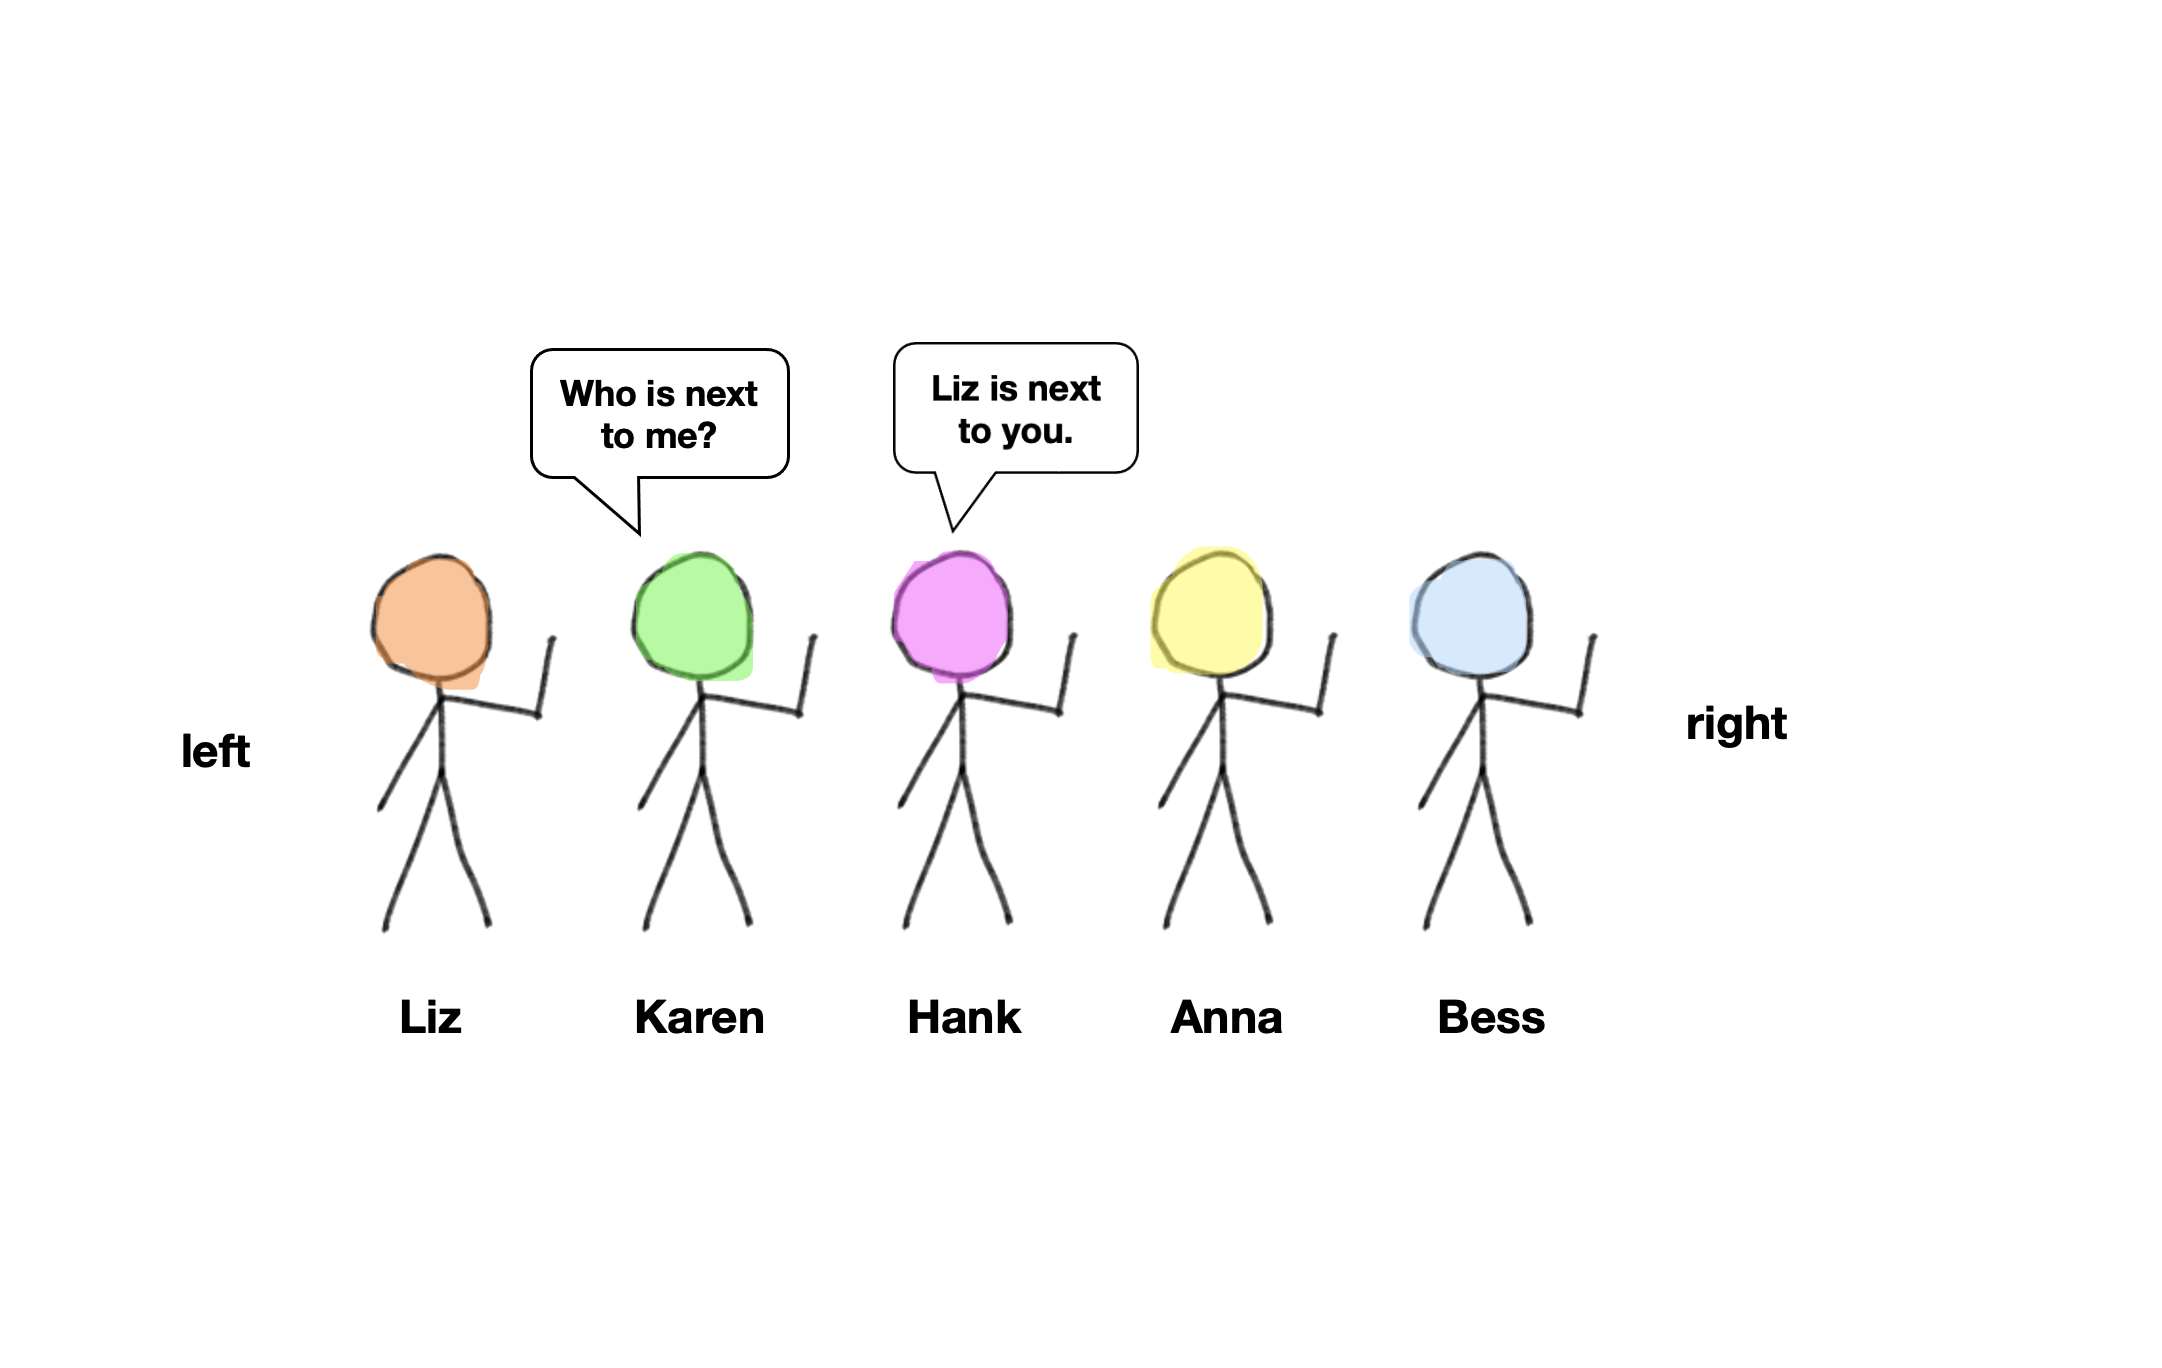 Who is next
to me?
Liz is next
to you.
left
right
Liz
Karen
Hank
Anna
Bess